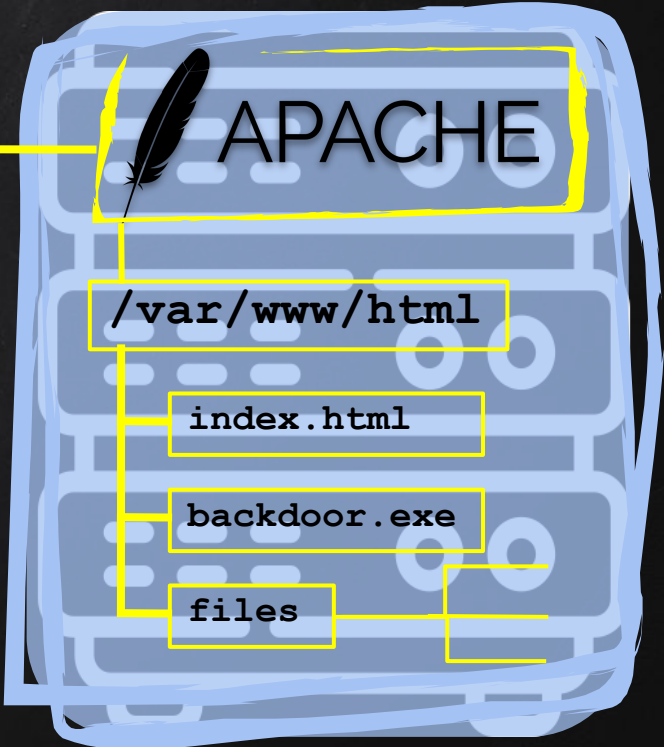 APACHE
/var/www/html
index.html
backdoor.exe
files